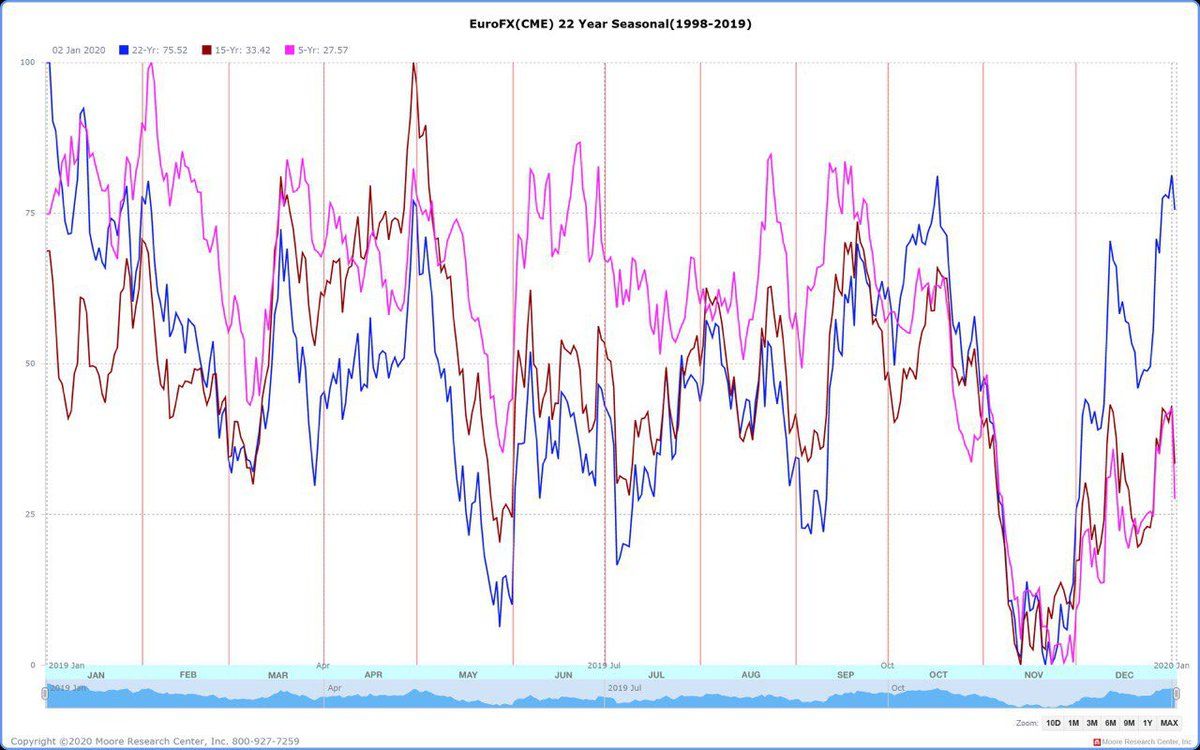 EuroFX(CME) 22 Year Seasonal(1998-2019)
02 Jan 2020 22-Yr: 75.52 15-Yr: 33.42 5-Yr: 27.57
100
75
50
25
0
2019 Jan Apr 2019 Jul Oct 2020 Jan
JAN FEB MAR APR MAY JUN JUL AUG SEP OCT NOV DEC
2019 Jan Apr 2019 Jul Oct
Zoom: 10D 1M 3M 6M 9M 1Y MAX
Copyright ©2020 Moore Research Center, Inc. 800-927-7259
Moore Research Center, Inc.